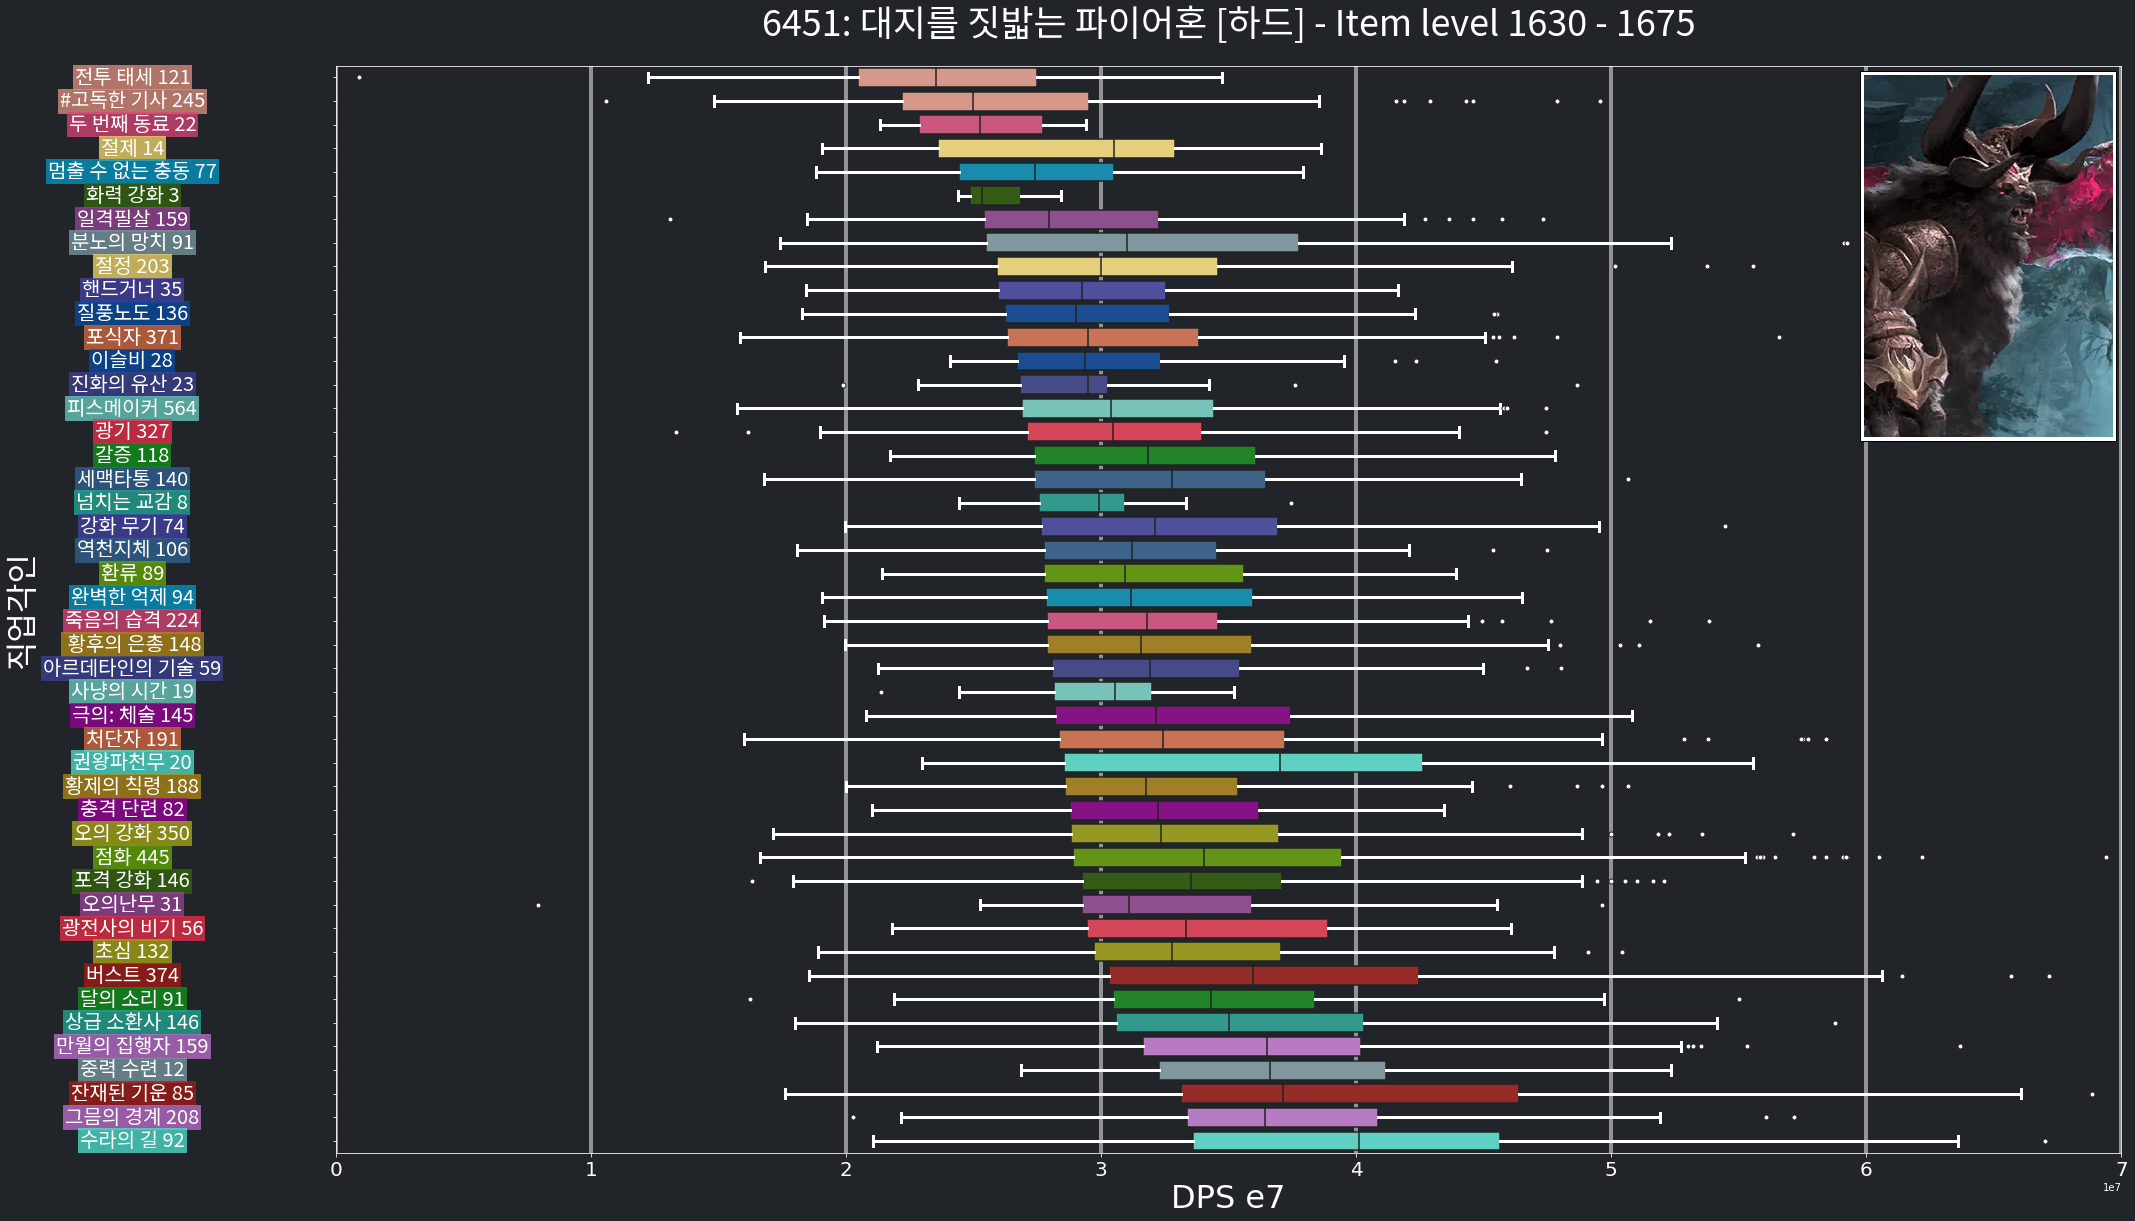 6451: 대지를 짓밟는 파이어혼 [하드] - Item level 1630 - 1675
직업각인
전투 태세 121
#고독한 기사 245
두 번째 동료 22
절제 14
멈출 수 없는 충동 77
화력 강화 3
일격필살 159
분노의 망치 91
절정 203
핸드거너 35
질풍노도 136
포식자 371
이슬비 28
진화의 유산 23
피스메이커 564
광기 327
갈증 118
세맥타통 140
넘치는 교감 8
강화 무기 74
역천지체 106
환류 89
완벽한 억제 94
죽음의 습격 224
황후의 은총 148
아르데타인의 기술 59
사냥의 시간 19
극의: 체술 145
처단자 191
권왕파천무 20
황제의 칙령 188
충격 단련 82
오의 강화 350
점화 445
포격 강화 146
오의난무 31
광전사의 비기 56
초심 132
버스트 374
달의 소리 91
상급 소환사 146
만월의 집행자 159
중력 수련 12
잔재된 기운 85
그믐의 경계 208
수라의 길 92
0 1 2 3 4 5 6 7
1e7
DPS e7